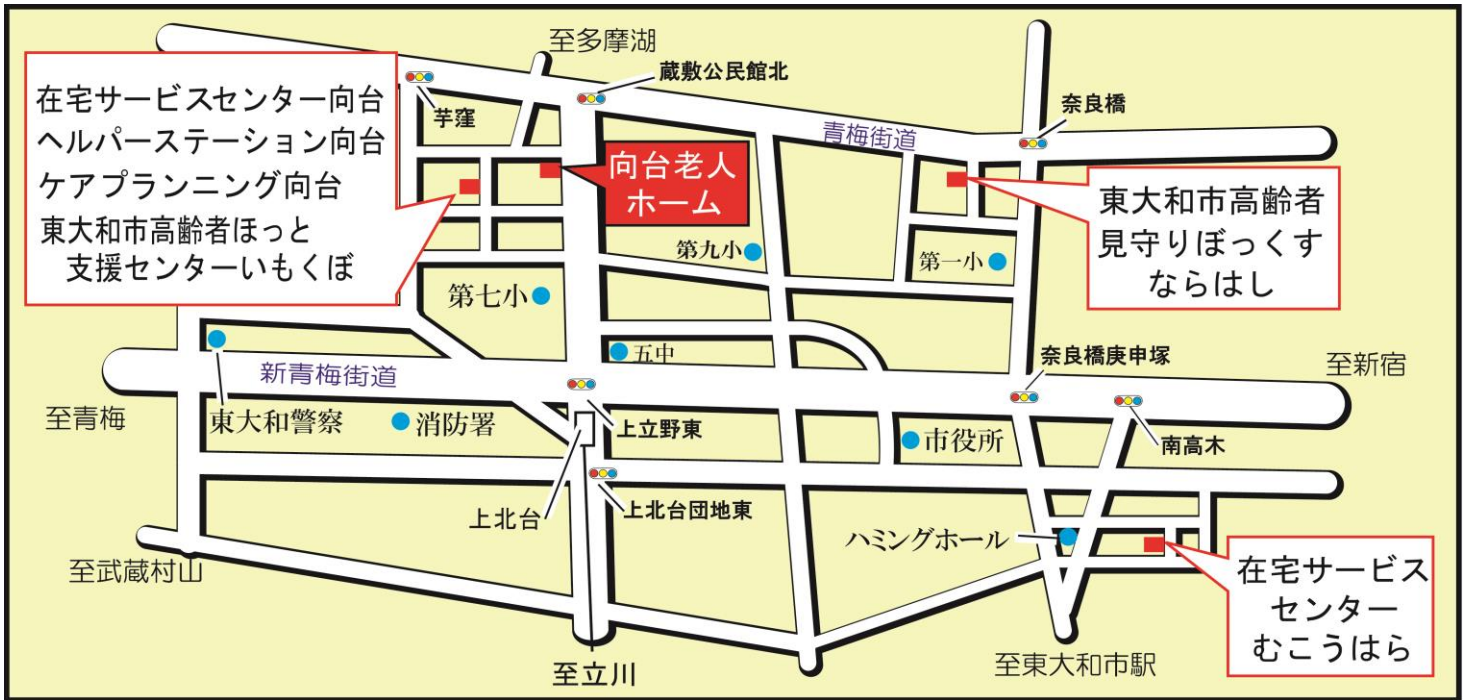 至多摩湖
蔵敷公民館北
奈良橋
芋窪
青梅街道
在宅サービスセンター向台
ヘルパーステーション向台
ケアプランニング向台
東大和市高齢者ほっと
支援センターいもくぼ
向台老人
ホーム
東大和市高齢者
見守りぼっくす
ならはし
第九小
第一小
第七小
五中
奈良橋庚申塚
至新宿
新青梅街道
至青梅
東大和警察
消防署
上立野東
市役所
南高木
上北台
上北台団地東
ハミングホール
至武蔵村山
在宅サービス
センター
むこうはら
至立川
至東大和市駅